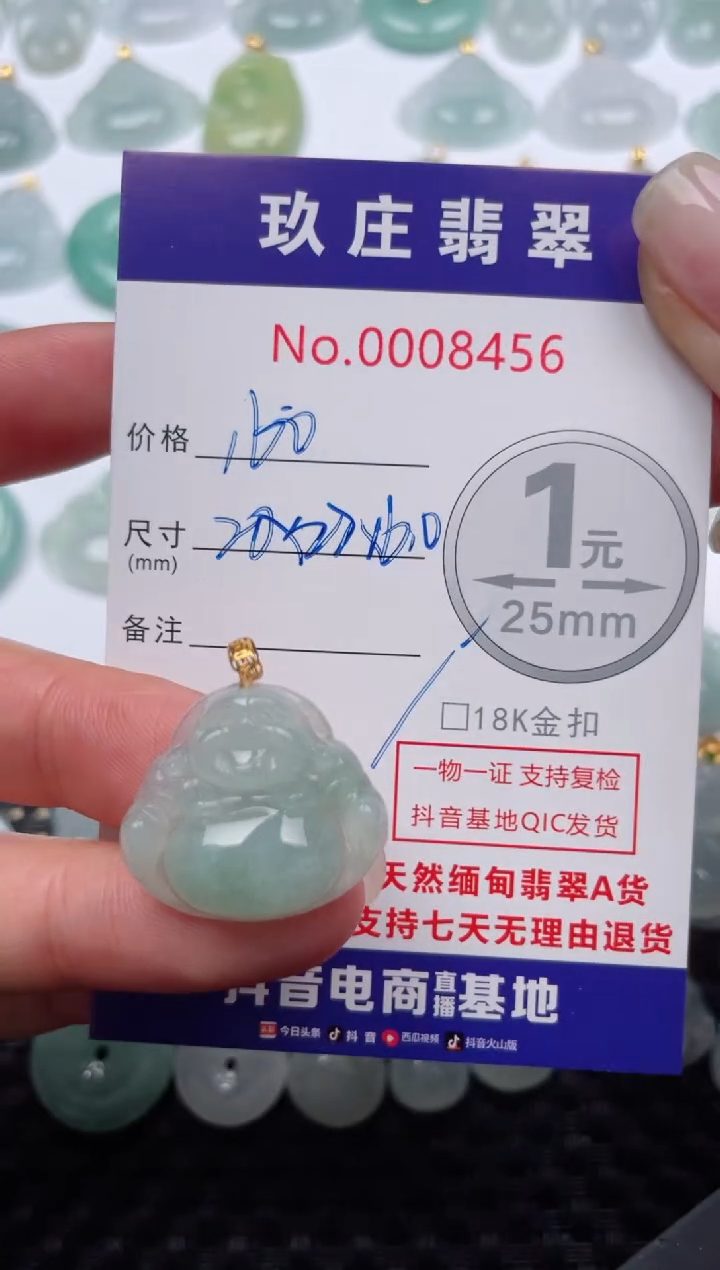 玖庄翡翠
No.0008456
价格
尺寸
(mm)
备注
1元
25mm
□18K金扣
一物一证 支持复检
抖音基地QIC发货
天然缅甸翡翠A货
支持七天无理由退货
抖音电商直播基地
今日头条 抖音 西瓜视频 抖音火山版